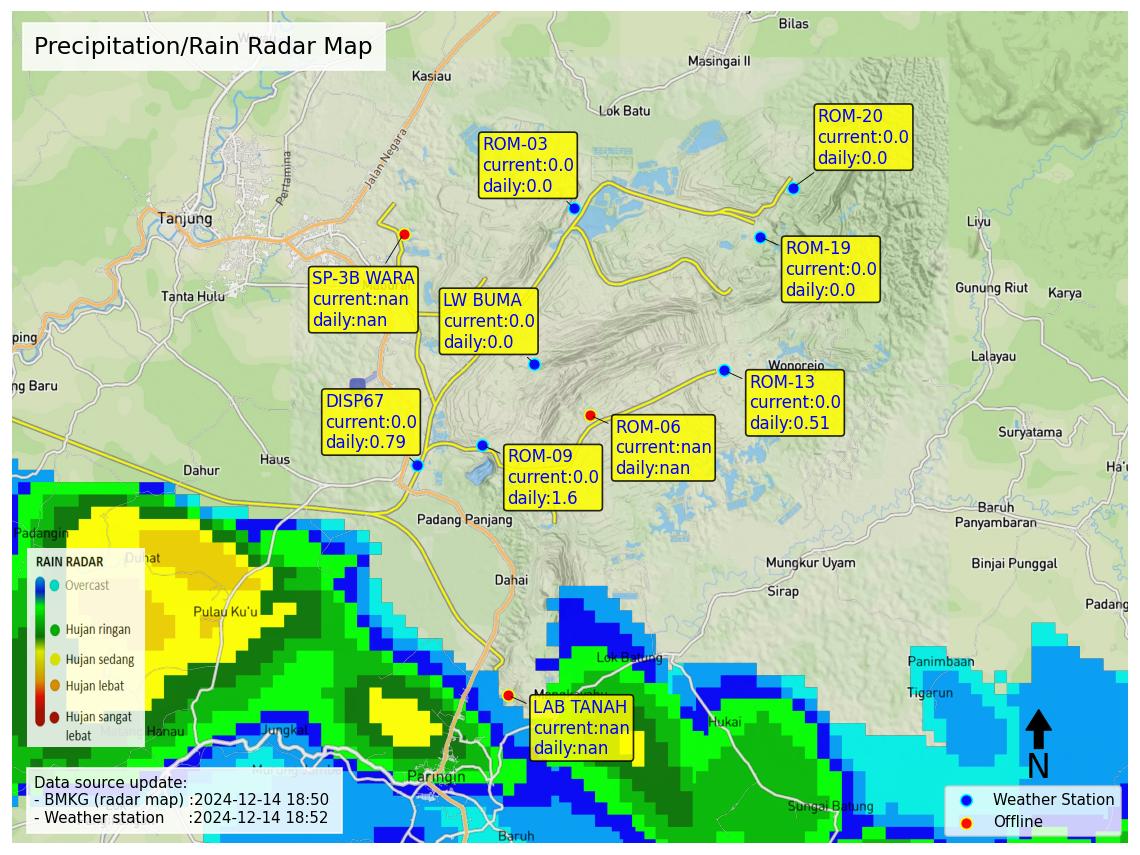 Precipitation/Rain Radar Map
Bilas
Masingai II
Kasiau
Lok Batu
Jalan Negara
Pertamina
Tanjung
Tanta Hulu
ROM-03
current:0.0
daily:0.0
ROM-20
current:0.0
daily:0.0
ROM-19
current:0.0
daily:0.0
Liyu
Gunung Riut
Karya
Lalayau
SP-3B WARA
current:nan
daily:nan
LW BUMA
current:0.0
daily:0.0
ping
ng Baru
Wonorejo
ROM-13
current:0.0
daily:0.51
DISP67
current:0.0
daily:0.79
ROM-06
current:nan
daily:nan
ROM-09
current:0.0
daily:1.6
Suryatama
Ha'u
Dahur
Haus
Baruh
Panyambaran
Padang Panjang
Padangin
Duhat
Binjai Punggal
Mungkur Uyam
Dahai
Sirap
Padang
RAIN RADAR
Overcast
Hujan ringan
Hujan sedang
Hujan lebat
Hujan sangat
lebat
Pulau Ku'u
Lok Batung
Panimbaan
Tigarun
LAB TANAH
current:nan
daily:nan
Hukai
Hanau
Jungkal
Paringin
Sungai Batung
Baruh
N
Data source update:
- BMKG (radar map) :2024-12-14 18:50
- Weather station :2024-12-14 18:52
Weather Station
Offline